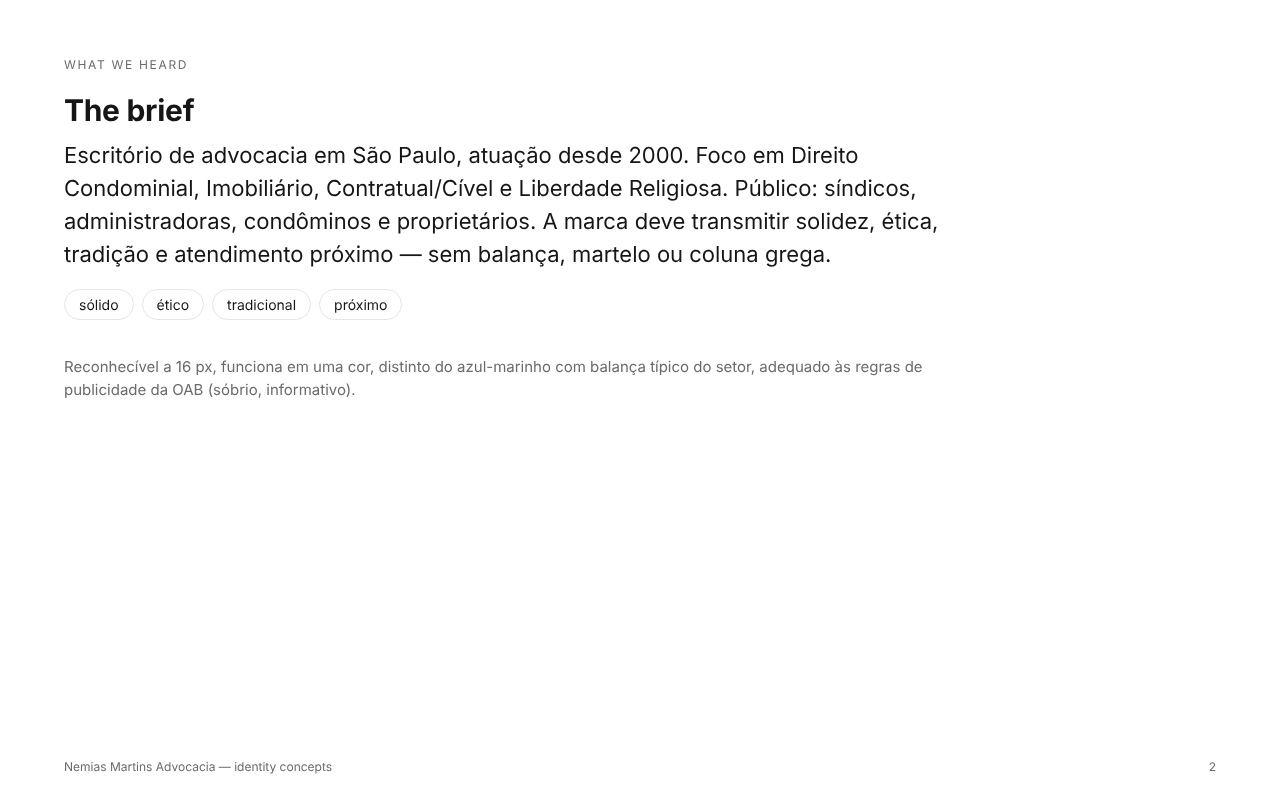 WHAT WE HEARD
The brief
Escritório de advocacia em São Paulo, atuação desde 2000. Foco em Direito
Condominial, Imobiliário, Contratual/Cível e Liberdade Religiosa. Público: síndicos,
administradoras, condôminos e proprietários. A marca deve transmitir solidez, ética,
tradição e atendimento próximo — sem balança, martelo ou coluna grega.
sólido ético tradicional próximo
Reconhecível a 16 px, funciona em uma cor, distinto do azul-marinho com balança típico do setor, adequado às regras de
publicidade da OAB (sóbrio, informativo).
Nemias Martins Advocacia — identity concepts 2